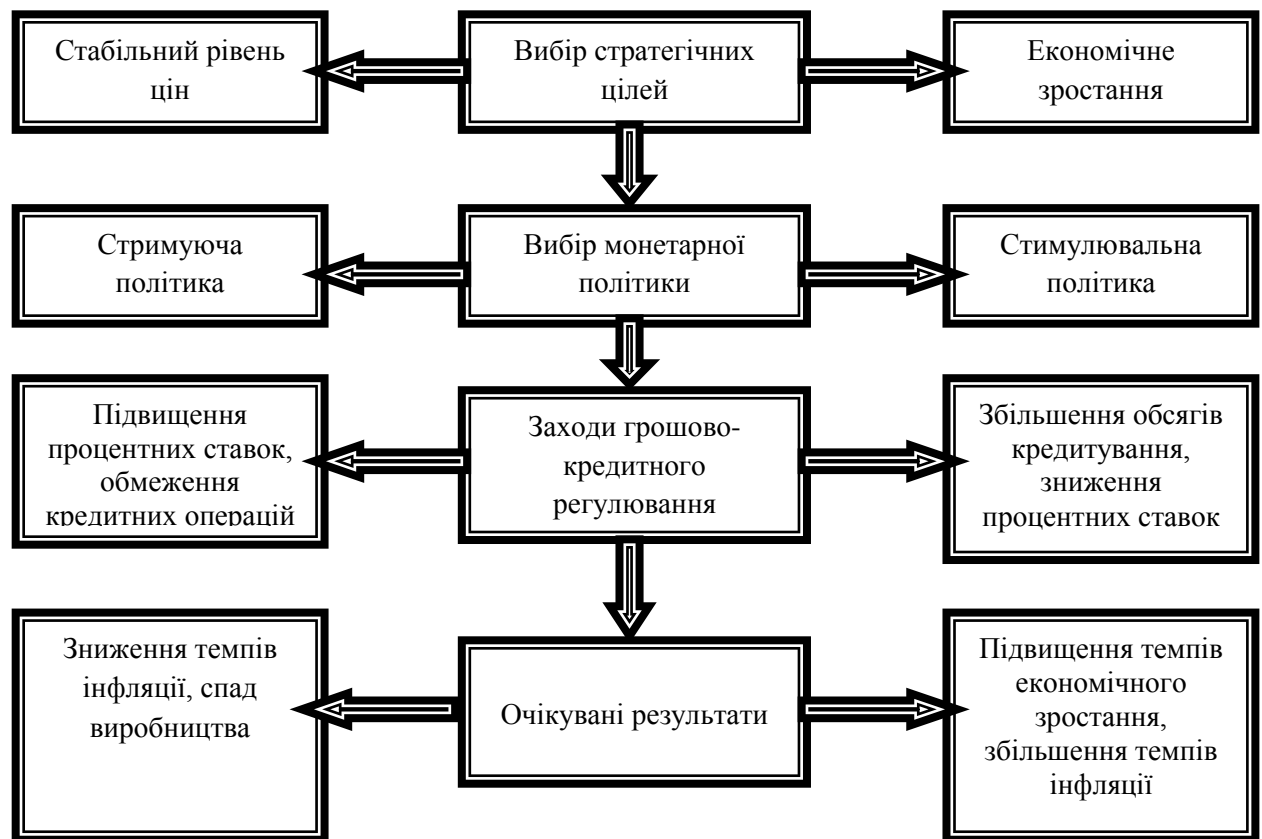 Стабільний рівень
цін
Вибір стратегічних
цілей
Економічне
зростання
Стримуюча
політика
Вибір монетарної
політики
Стимулювальна
політика
Підвищення
процентних ставок,
обмеження
кредитних операцій
Заходи грошово-
кредитного
регулювання
Збільшення обсягів
кредитування,
зниження
процентних ставок
Зниження темпів
інфляції, спад
виробництва
Очікувані результати
Підвищення темпів
економічного
зростання,
збільшення темпів
інфляції